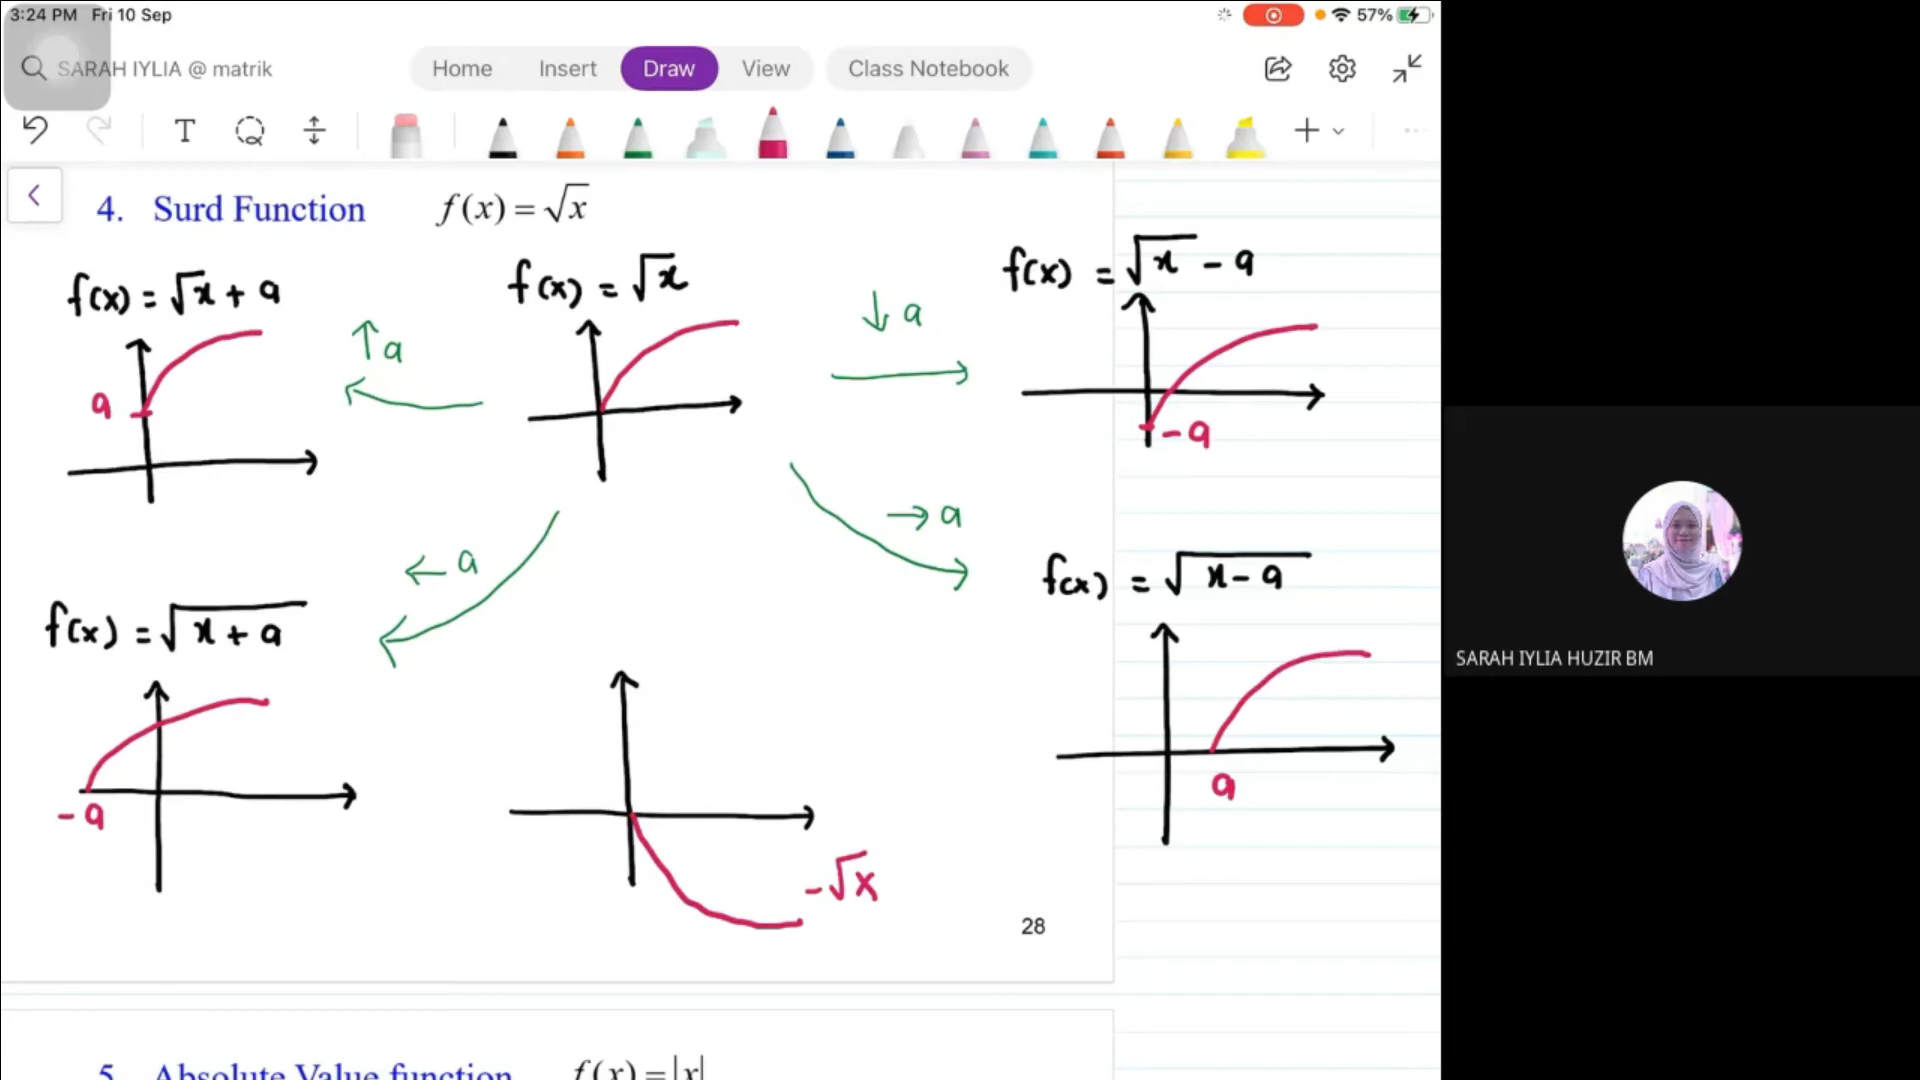 3:24 PM Fri 10 Sep
57%
SARAH IYLIA @ matrik
Home Insert Draw View Class Notebook
T
4. Surd Function f(x) = √x
f(x) = √x + a
f(x) = √x
f(x) = √x - a
↑a
↓a
a
-a
→a
←a
f(x) = √(x - a)
f(x) = √(x + a)
SARAH IYLIA HUZIR BM
-a
a
-√x
28
5. Absolute Value function f(x) = |x|